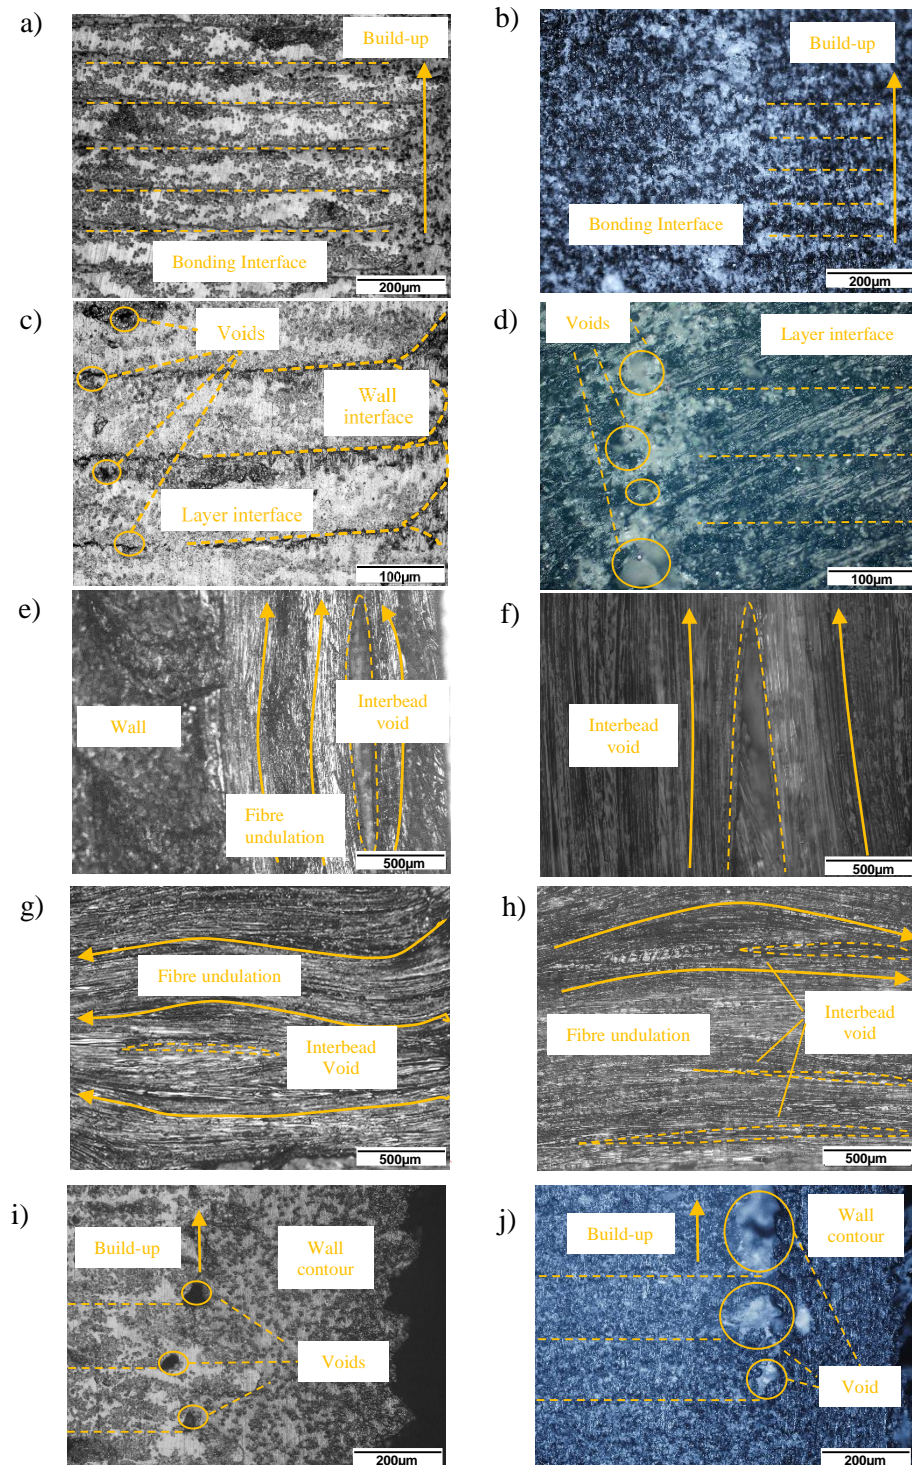 a)
Build-up
Bonding Interface
200µm
b)
Build-up
Bonding Interface
200µm
c)
Voids
Wall
interface
Layer interface
100µm
d)
Voids
Layer interface
100µm
e)
Wall
Interbead
void
Fibre
undulation
500µm
f)
Interbead
void
500µm
g)
Fibre undulation
Interbead
Void
500µm
h)
Interbead
void
Fibre undulation
500µm
i)
Build-up
Wall
contour
Voids
200µm
j)
Build-up
Wall
contour
Void
200µm